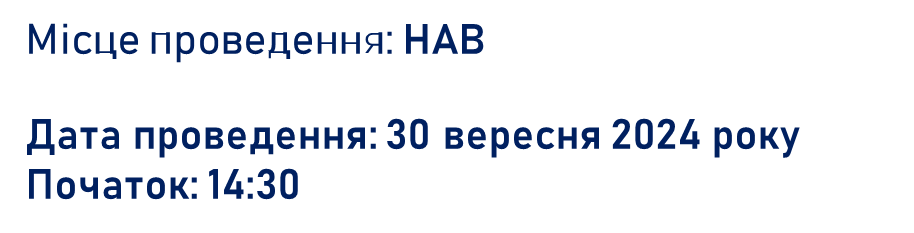 Місце проведення: НАВ
Дата проведення: 30 вересня 2024 року
Початок: 14:30